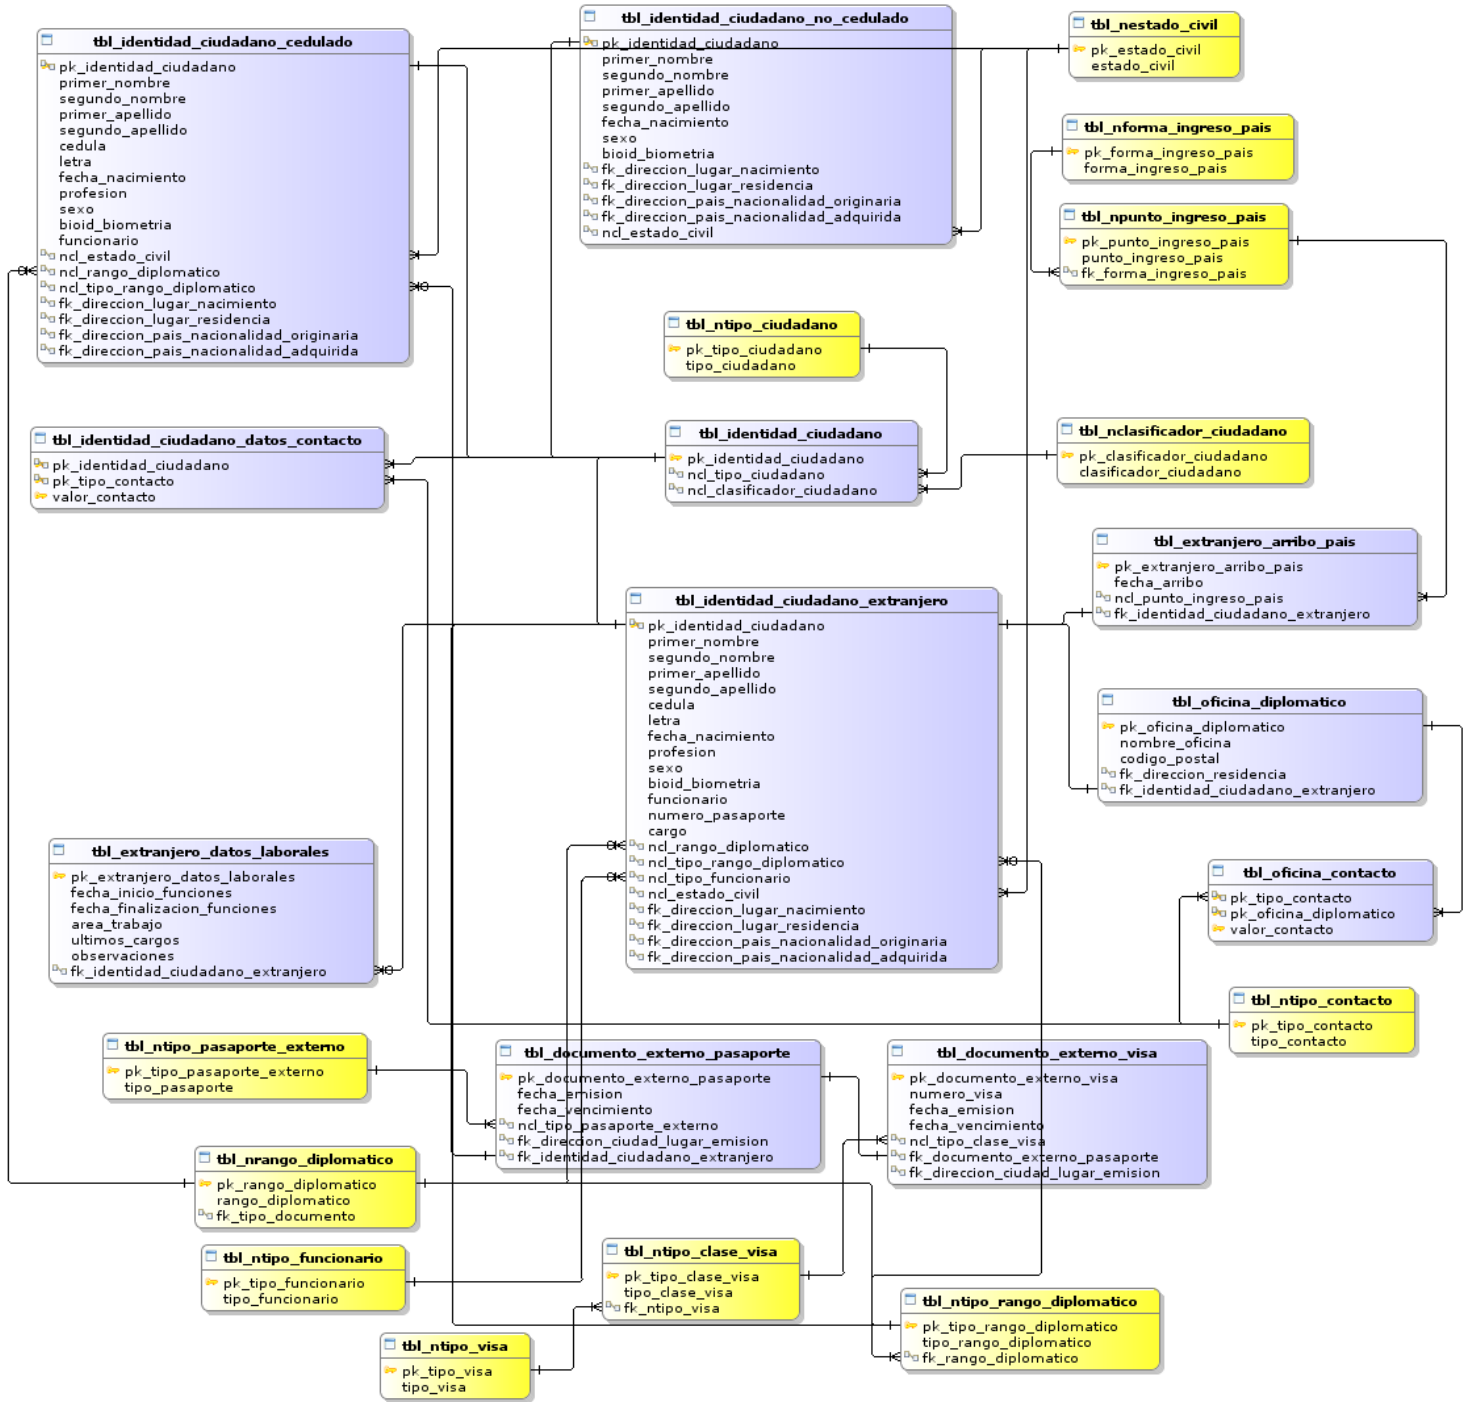 tbl_identidad_ciudadano_cedulado
pk_identidad_ciudadano
primer_nombre
segundo_nombre
primer_apellido
segundo_apellido
cedula
letra
fecha_nacimiento
profesion
sexo
bioid_biometria
funcionario
ncl_estado_civil
ncl_rango_diplomatico
ncl_tipo_rango_diplomatico
fk_direccion_lugar_nacimiento
fk_direccion_lugar_residencia
fk_direccion_pais_nacionalidad_originaria
fk_direccion_pais_nacionalidad_adquirida
tbl_identidad_ciudadano_no_cedulado
pk_identidad_ciudadano
primer_nombre
segundo_nombre
primer_apellido
segundo_apellido
fecha_nacimiento
sexo
bioid_biometria
fk_direccion_lugar_nacimiento
fk_direccion_lugar_residencia
fk_direccion_pais_nacionalidad_originaria
fk_direccion_pais_nacionalidad_adquirida
ncl_estado_civil
tbl_nestado_civil
pk_estado_civil
estado_civil
tbl_nforma_ingreso_pais
pk_forma_ingreso_pais
forma_ingreso_pais
tbl_npunto_ingreso_pais
pk_punto_ingreso_pais
punto_ingreso_pais
fk_forma_ingreso_pais
tbl_ntipo_ciudadano
pk_tipo_ciudadano
tipo_ciudadano
tbl_identidad_ciudadano_datos_contacto
pk_identidad_ciudadano
pk_tipo_contacto
valor_contacto
tbl_identidad_ciudadano
pk_identidad_ciudadano
ncl_tipo_ciudadano
ncl_clasificador_ciudadano
tbl_nclasificador_ciudadano
pk_clasificador_ciudadano
clasificador_ciudadano
tbl_extranjero_arribo_pais
pk_extranjero_arribo_pais
fecha_arribo
ncl_punto_ingreso_pais
fk_identidad_ciudadano_extranjero
tbl_identidad_ciudadano_extranjero
pk_identidad_ciudadano
primer_nombre
segundo_nombre
primer_apellido
segundo_apellido
cedula
letra
fecha_nacimiento
profesion
sexo
bioid_biometria
funcionario
numero_pasaporte
cargo
ncl_rango_diplomatico
ncl_tipo_rango_diplomatico
ncl_tipo_funcionario
ncl_estado_civil
fk_direccion_lugar_nacimiento
fk_direccion_lugar_residencia
fk_direccion_pais_nacionalidad_originaria
fk_direccion_pais_nacionalidad_adquirida
tbl_oficina_diplomatico
pk_oficina_diplomatico
nombre_oficina
codigo_postal
fk_direccion_residencia
fk_identidad_ciudadano_extranjero
tbl_extranjero_datos_laborales
pk_extranjero_datos_laborales
fecha_inicio_funciones
fecha_finalizacion_funciones
area_trabajo
ultimos_cargos
observaciones
fk_identidad_ciudadano_extranjero
tbl_oficina_contacto
pk_tipo_contacto
pk_oficina_diplomatico
valor_contacto
tbl_ntipo_contacto
pk_tipo_contacto
tipo_contacto
tbl_ntipo_pasaporte_externo
pk_tipo_pasaporte_externo
tipo_pasaporte
tbl_documento_externo_pasaporte
pk_documento_externo_pasaporte
fecha_emision
fecha_vencimiento
ncl_tipo_pasaporte_externo
fk_direccion_ciudad_lugar_emision
fk_identidad_ciudadano_extranjero
tbl_documento_externo_visa
pk_documento_externo_visa
numero_visa
fecha_emision
fecha_vencimiento
ncl_tipo_clase_visa
fk_documento_externo_pasaporte
fk_direccion_ciudad_lugar_emision
tbl_nrango_diplomatico
pk_rango_diplomatico
rango_diplomatico
fk_tipo_documento
tbl_ntipo_funcionario
pk_tipo_funcionario
tipo_funcionario
tbl_ntipo_clase_visa
pk_tipo_clase_visa
tipo_clase_visa
fk_ntipo_visa
tbl_ntipo_rango_diplomatico
pk_tipo_rango_diplomatico
tipo_rango_diplomatico
fk_rango_diplomatico
tbl_ntipo_visa
pk_tipo_visa
tipo_visa